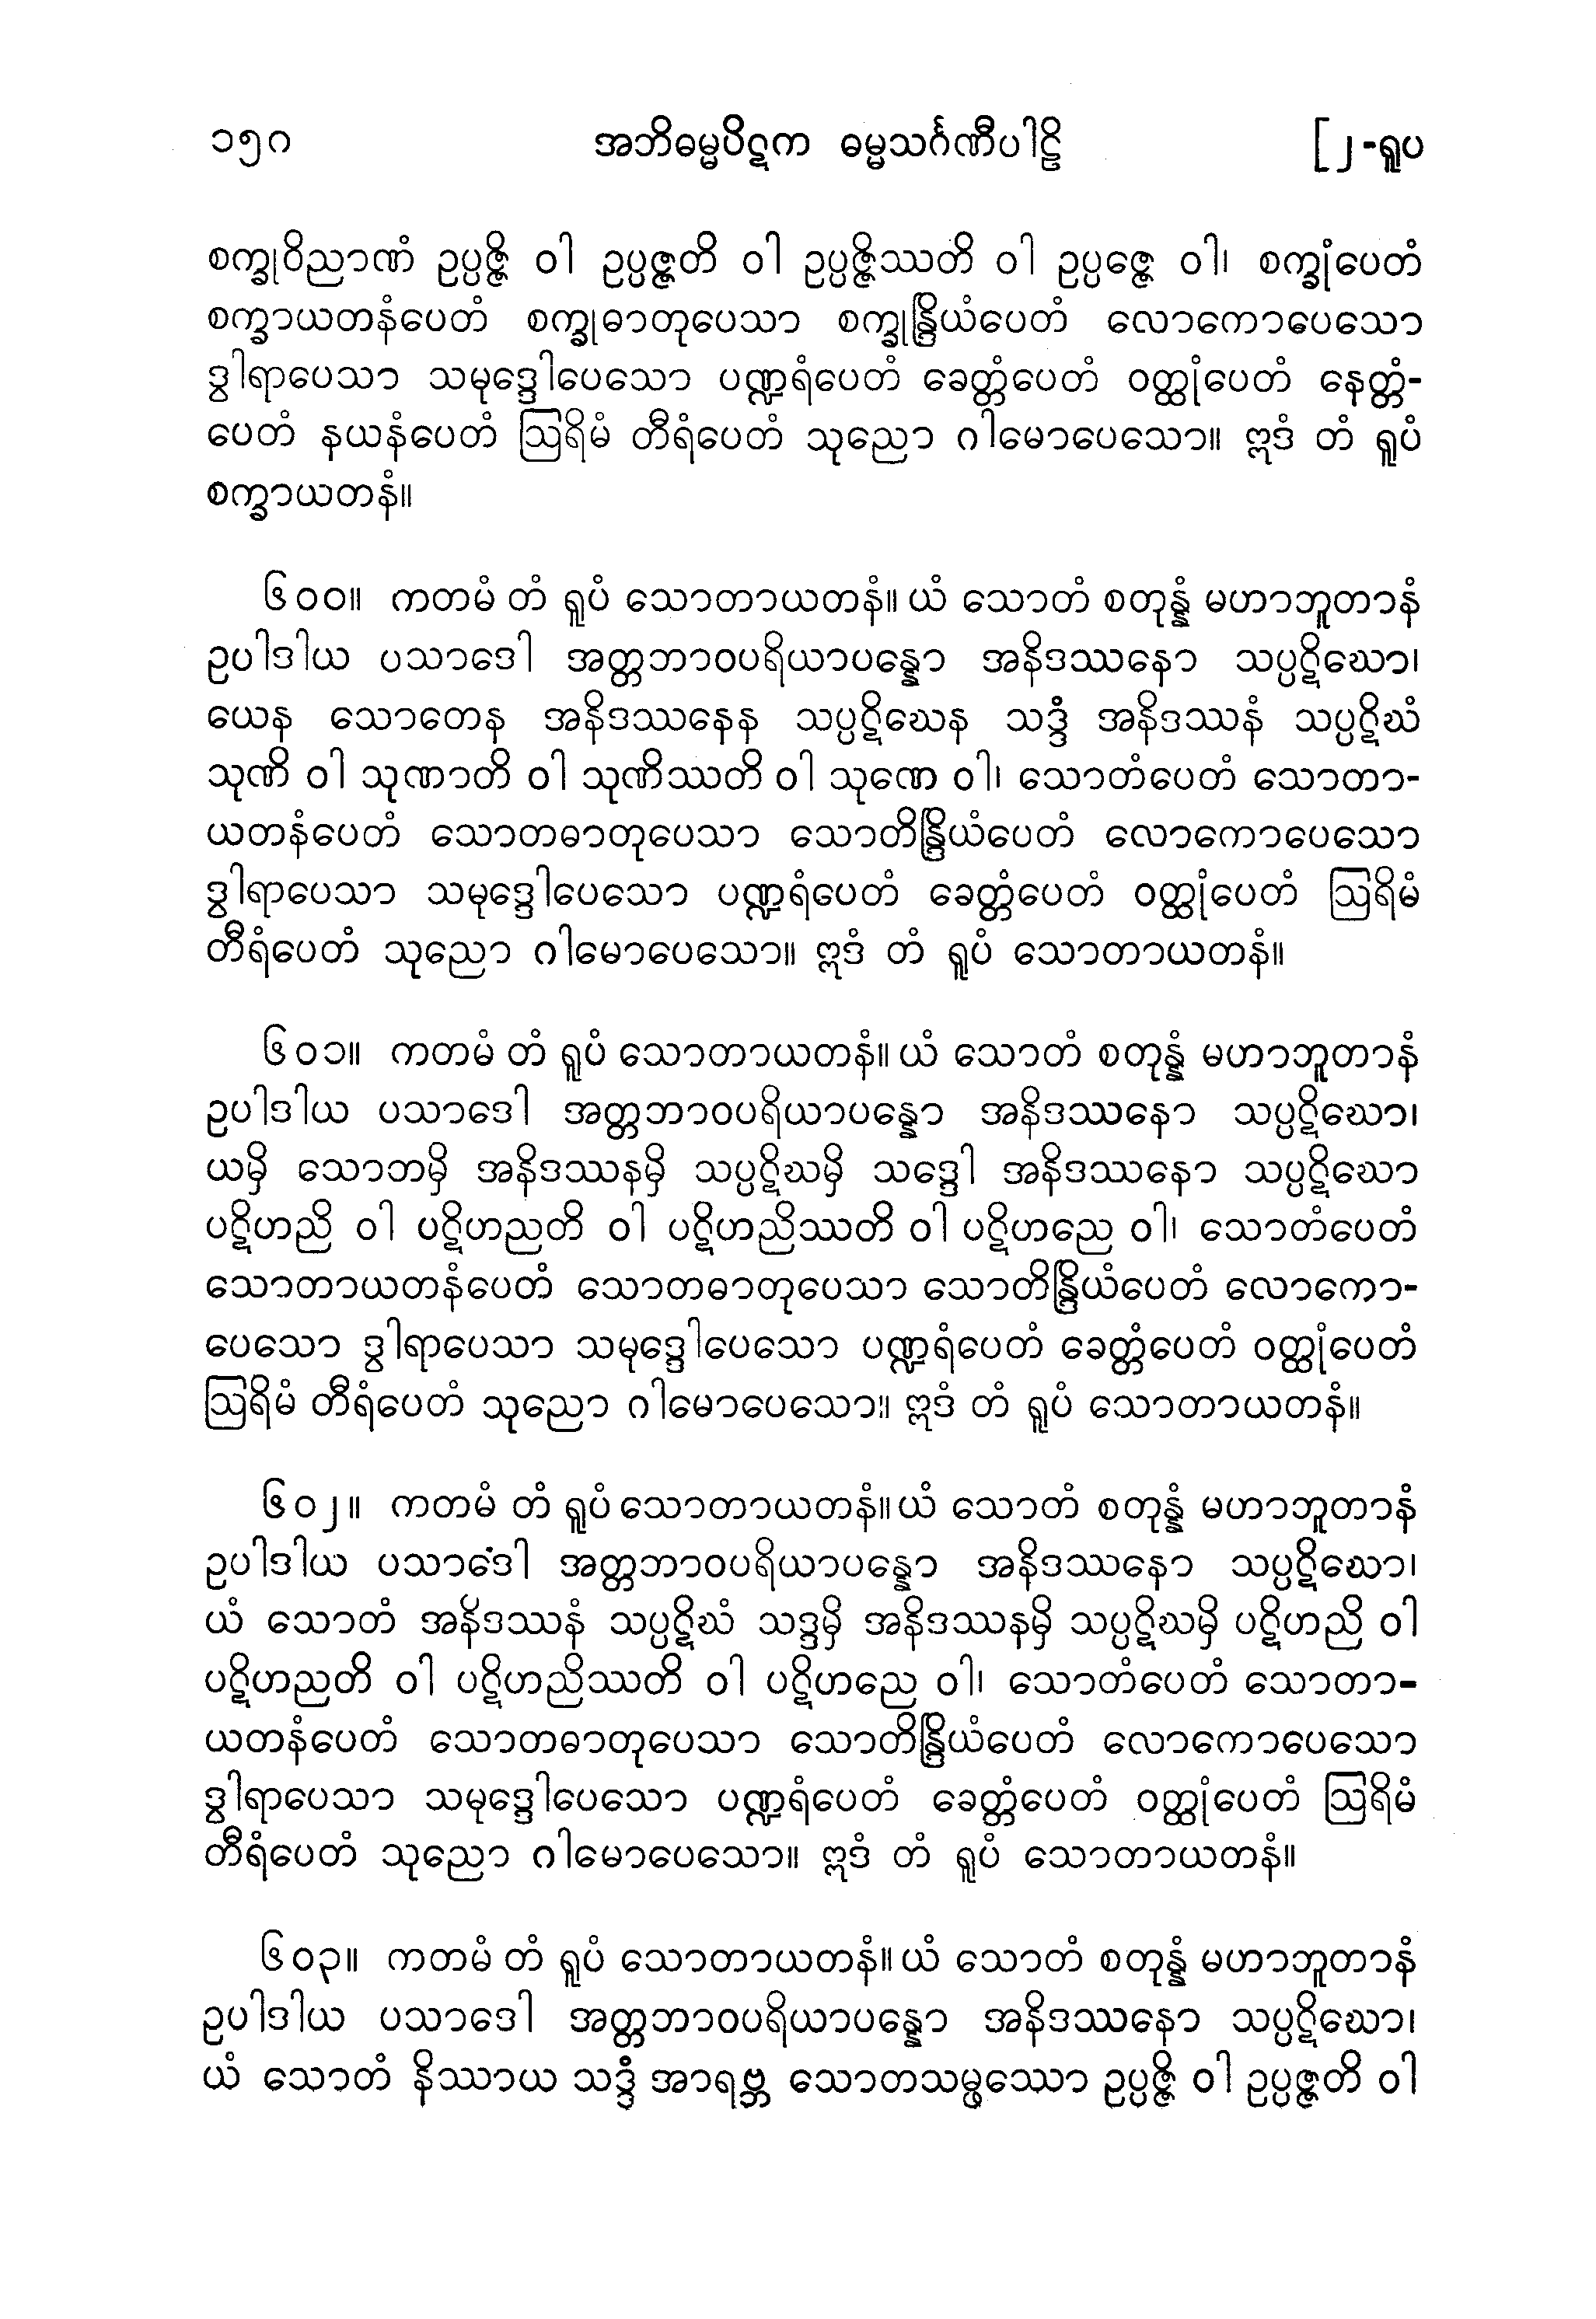 ၁၅ဂ အဘိဓမ္မပိဋက ဓမ္မသင်္ဂဏီပါဠိ [၂-ရူပ
စက္ခုဝိညာဏံ ဥပ္ပဇ္ဇိ ဝါ ဥပ္ပဇ္ဇတိ ဝါ ဥပ္ပဇ္ဇိဿတိ ဝါ ဥပ္ပဇ္ဇေ ဝါ၊ စက္ခုံပေတံ
စက္ခာယတနံပေတံ စက္ခုဓာတုပေသာ စက္ခုန္ဒြိယံပေတံ လောကောပေသော
ဒွါရာပေသာ သမုဒ္ဒေါပေသော ပဏ္ဍရံပေတံ ခေတ္တံပေတံ ဝတ္ထုံပေတံ နေတ္တံ-
ပေတံ နယနံပေတံ ဩရိမံ တီရံပေတံ သုညော ဂါမောပေသော။ ဣဒံ တံ ရူပံ
စက္ခာယတနံ။
၆၀၀။ ကတမံ တံ ရူပံ သောတာယတနံ။ ယံ သောတံ စတုန္နံ မဟာဘူတာနံ
ဥပါဒါယ ပသာဒေါ အတ္တဘာဝပရိယာပန္နော အနိဒဿနော သပ္ပဋိဃော၊
ယေန သောတေန အနိဒဿနေန သပ္ပဋိဃေန သဒ္ဒံ အနိဒဿနံ သပ္ပဋိဃံ
သုဏိ ဝါ သုဏာတိ ဝါ သုဏိဿတိ ဝါ သုဏေ ဝါ၊ သောတံပေတံ သောတာ-
ယတနံပေတံ သောတဓာတုပေသာ သောတိန္ဒြိယံပေတံ လောကောပေသော
ဒွါရာပေသာ သမုဒ္ဒေါပေသော ပဏ္ဍရံပေတံ ခေတ္တံပေတံ ဝတ္ထုံပေတံ ဩရိမံ
တီရံပေတံ သုညော ဂါမောပေသော။ ဣဒံ တံ ရူပံ သောတာယတနံ။
၆၀၁။ ကတမံ တံ ရူပံ သောတာယတနံ။ ယံ သောတံ စတုန္နံ မဟာဘူတာနံ
ဥပါဒါယ ပသာဒေါ အတ္တဘာဝပရိယာပန္နော အနိဒဿနော သပ္ပဋိဃော၊
ယမှိ သောဘမှိ အနိဒဿနမှိ သပ္ပဋိဃမှိ သဒ္ဒေါ အနိဒဿနော သပ္ပဋိဃော
ပဋိဟညိ ဝါ ပဋိဟညတိ ဝါ ပဋိဟညိဿတိ ဝါ ပဋိဟညေ ဝါ၊ သောတံပေတံ
သောတာယတနံပေတံ သောတဓာတုပေသာ သောတိန္ဒြိယံပေတံ လောကော-
ပေသော ဒွါရာပေသာ သမုဒ္ဒေါပေသော ပဏ္ဍရံပေတံ ခေတ္တံပေတံ ဝတ္ထုံပေတံ
ဩရိမံ တီရံပေတံ သုညော ဂါမောပေသော။ ဣဒံ တံ ရူပံ သောတာယတနံ။
၆၀၂။ ကတမံ တံ ရူပံ သောတာယတနံ။ ယံ သောတံ စတုန္နံ မဟာဘူတာနံ
ဥပါဒါယ ပသာဒေါ အတ္တဘာဝပရိယာပန္နော အနိဒဿနော သပ္ပဋိဃော၊
ယံ သောတံ အနိဒဿနံ သပ္ပဋိဃံ သဒ္ဒမှိ အနိဒဿနမှိ သပ္ပဋိဃမှိ ပဋိဟညိ ဝါ
ပဋိဟညတိ ဝါ ပဋိဟညိဿတိ ဝါ ပဋိဟညေ ဝါ၊ သောတံပေတံ သောတာ-
ယတနံပေတံ သောတဓာတုပေသာ သောတိန္ဒြိယံပေတံ လောကောပေသော
ဒွါရာပေသာ သမုဒ္ဒေါပေသော ပဏ္ဍရံပေတံ ခေတ္တံပေတံ ဝတ္ထုံပေတံ ဩရိမံ
တီရံပေတံ သုညော ဂါမောပေသော။ ဣဒံ တံ ရူပံ သောတာယတနံ။
၆၀၃။ ကတမံ တံ ရူပံ သောတာယတနံ။ ယံ သောတံ စတုန္နံ မဟာဘူတာနံ
ဥပါဒါယ ပသာဒေါ အတ္တဘာဝပရိယာပန္နော အနိဒဿနော သပ္ပဋိဃော၊
ယံ သောတံ နိဿာယ သဒ္ဒံ အာရဗ္ဘ သောတသမ္ဖဿော ဥပ္ပဇ္ဇိ ဝါ ဥပ္ပဇ္ဇတိ ဝါ